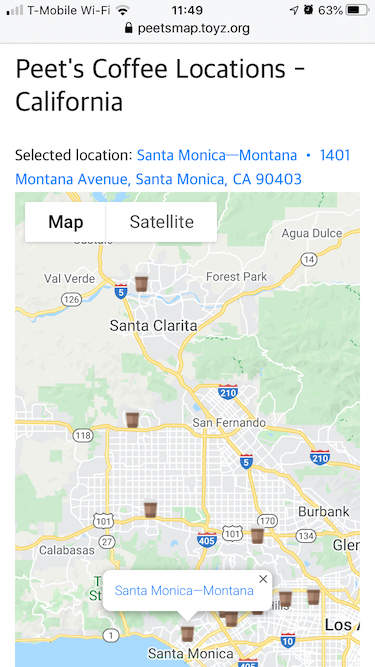 T-Mobile Wi-Fi 11:49 63%
peetsmap.toyz.org
Peet's Coffee Locations -
California
Selected location: Santa Monica—Montana • 1401
Montana Avenue, Santa Monica, CA 90403
Map Satellite
Agua Dulce
14
Val Verde
Forest Park
5
126
Santa Clarita
210
San Fernando
118
5
210
Burbank
101
170
405
101
134
27
Calabasas
Glen
Santa Monica—Montana
Hills
1
Los A
10
Santa Monica
405